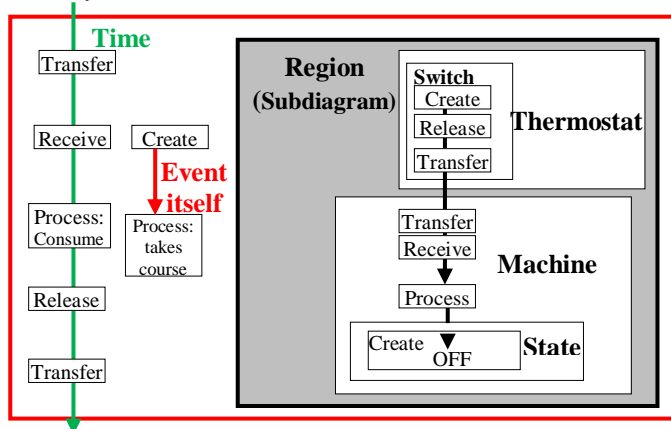 Time
Transfer
Receive
Process:
Consume
Release
Transfer
Create
Event
itself
Process:
takes
course
Region
(Subdiagram)
Switch
Create
Release
Transfer
Thermostat
Transfer
Receive
Process
Machine
Create
OFF
State